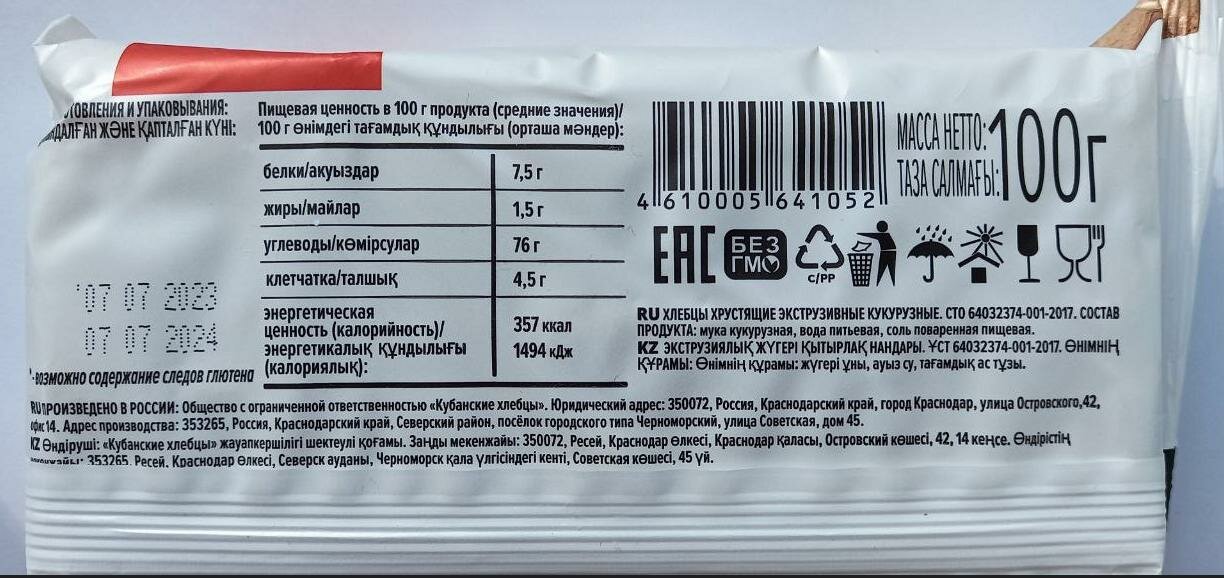 ТОВЛЕНИЯ И УПАКОВЫВАНИЯ:
ДАЛҒАН ЖӘНЕ ҚАПТАЛҒАН КҮНІ:
'07 07 2023
07 07 2024
*-возможно содержание следов глютена
Пищевая ценность в 100 г продукта (средние значения)/
100 г өнімдегі тағамдық құндылығы (орташа мәндер):
белки/акуыздар 7,5 г
жиры/майлар 1,5 г
углеводы/көмірсулар 76 г
клетчатка/талшық 4,5 г
энергетическая
ценность (калорийность)/ 357 ккал
энергетикалық құндылығы 1494 кДж
(калориялық):
4 610005 641052
МАССА НЕТТО: 100г
ТАЗА САЛМАҒЫ:
EAC
БЕЗ
ГМО
C/PP
RU ХЛЕБЦЫ ХРУСТЯЩИЕ ЭКСТРУЗИВНЫЕ КУКУРУЗНЫЕ. СТО 64032374-001-2017. СОСТАВ
ПРОДУКТА: мука кукурузная, вода питьевая, соль поваренная пищевая.
KZ ЭКСТРУЗИЯЛЫҚ ЖҮГЕРІ ҚЫТЫРЛАҚ НАНДАРЫ. ҰСТ 64032374-001-2017. ӨНІМНІҢ
ҚҰРАМЫ: Өнімнің құрамы: жүгері ұны, ауыз су, тағамдық ас тұзы.
RU ПРОИЗВЕДЕНО В РОССИИ: Общество с ограниченной ответственностью «Кубанские хлебцы». Юридический адрес: 350072, Россия, Краснодарский край, город Краснодар, улица Островского,42,
офис 14. Адрес производства: 353265, Россия, Краснодарский край, Северский район, посёлок городского типа Черноморский, улица Советская, дом 45.
KZ Өндіруші: «Кубанские хлебцы» жауапкершілігі шектеулі қоғамы. Заңды мекенжайы: 350072, Ресей, Краснодар өлкесі, Краснодар қаласы, Островский көшесі, 42, 14 кеңсе. Өндірістің
353265, Ресей, Краснодар өлкесі, Северск ауданы, Черноморск қала үлгісіндегі кенті, Советская көшесі, 45 үй.